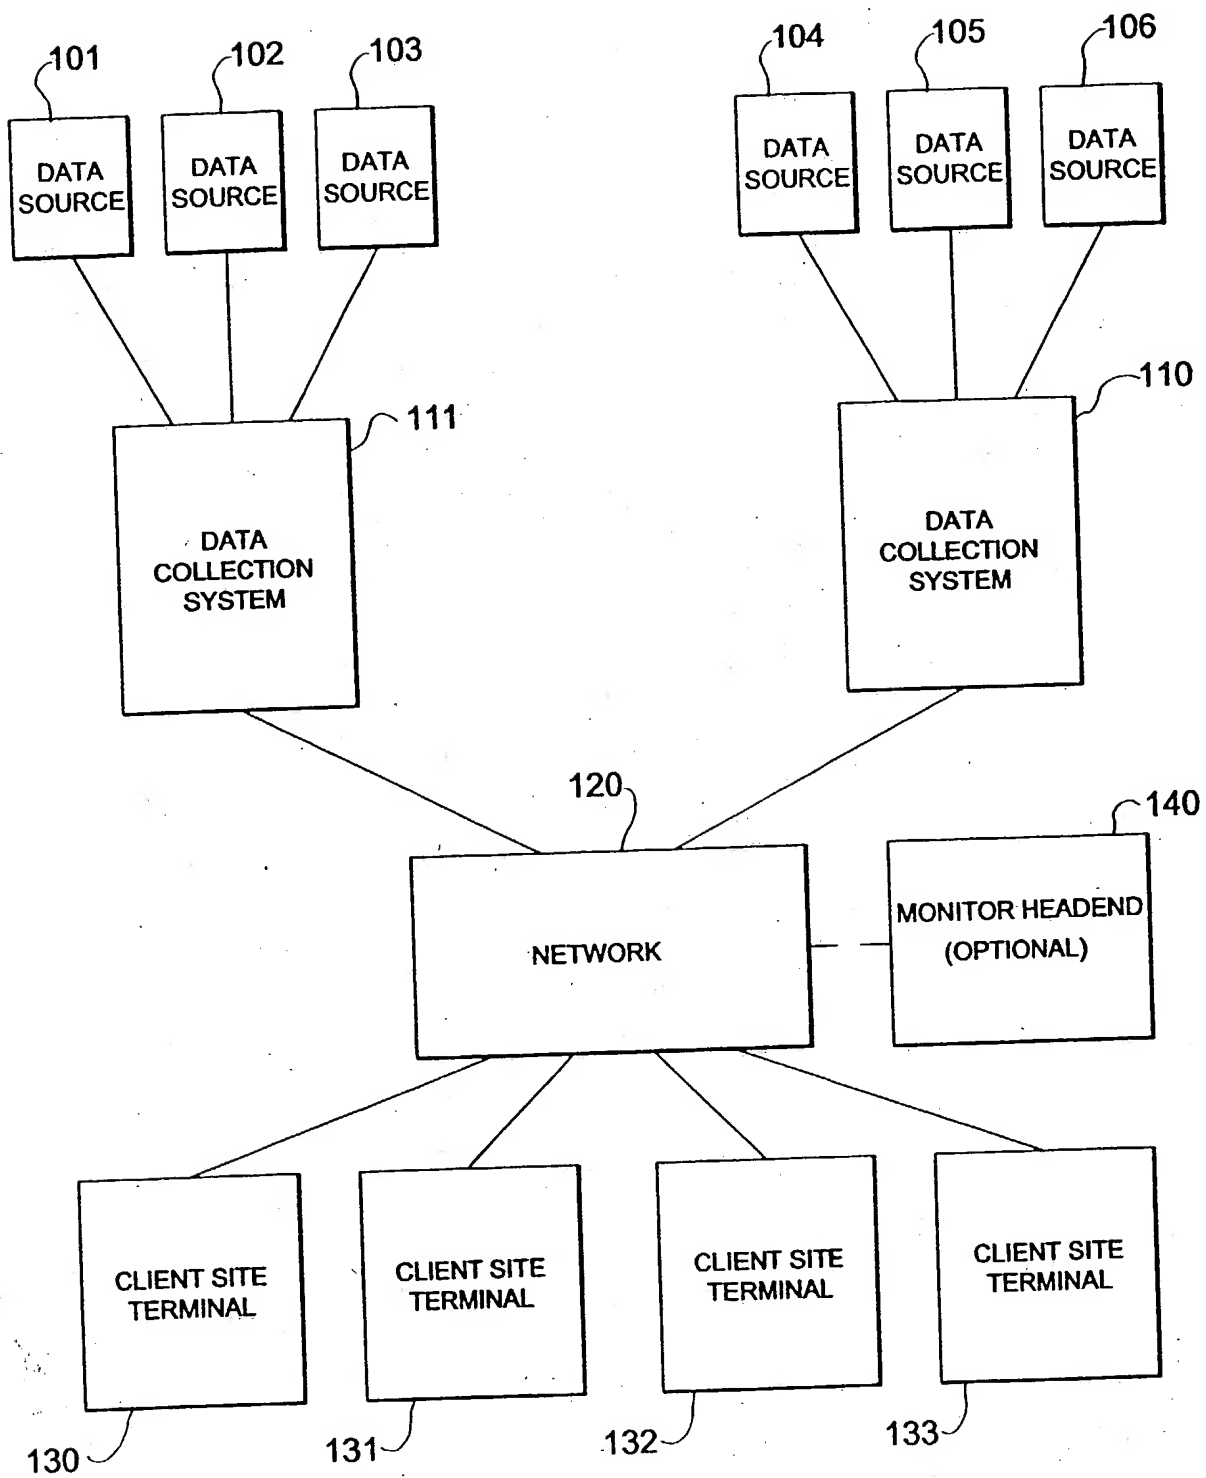 101
102
103
104
105
106
DATA
SOURCE
DATA
SOURCE
DATA
SOURCE
DATA
SOURCE
DATA
SOURCE
DATA
SOURCE
111
110
DATA
COLLECTION
SYSTEM
DATA
COLLECTION
SYSTEM
120
140
NETWORK
MONITOR HEADEND
(OPTIONAL)
CLIENT SITE
TERMINAL
CLIENT SITE
TERMINAL
CLIENT SITE
TERMINAL
CLIENT SITE
TERMINAL
130
131
132
133